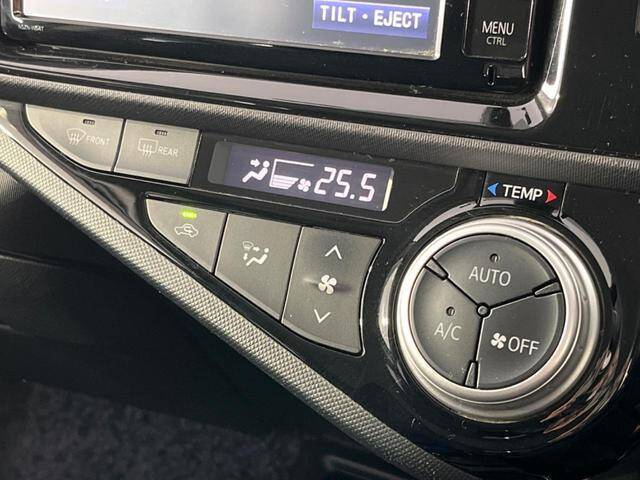 TILT・EJECT
MENU
CTRL
FRONT
REAR
25.5
TEMP
AUTO
A/C
OFF